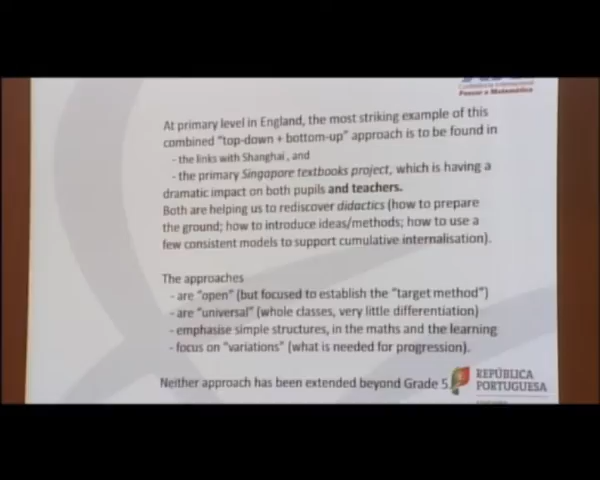 Pensar a Matemática
At primary level in England, the most striking example of this
combined "top-down + bottom-up" approach is to be found in
- the links with Shanghai , and
- the primary Singapore textbooks project, which is having a
dramatic impact on both pupils and teachers.
Both are helping us to rediscover didactics (how to prepare
the ground; how to introduce ideas/methods; how to use a
few consistent models to support cumulative internalisation).
The approaches
- are "open" (but focused to establish the "target method")
- are "universal" (whole classes, very little differentiation)
- emphasise simple structures, in the maths and the learning
- focus on "variations" (what is needed for progression).
Neither approach has been extended beyond Grade 5.
REPÚBLICA
PORTUGUESA